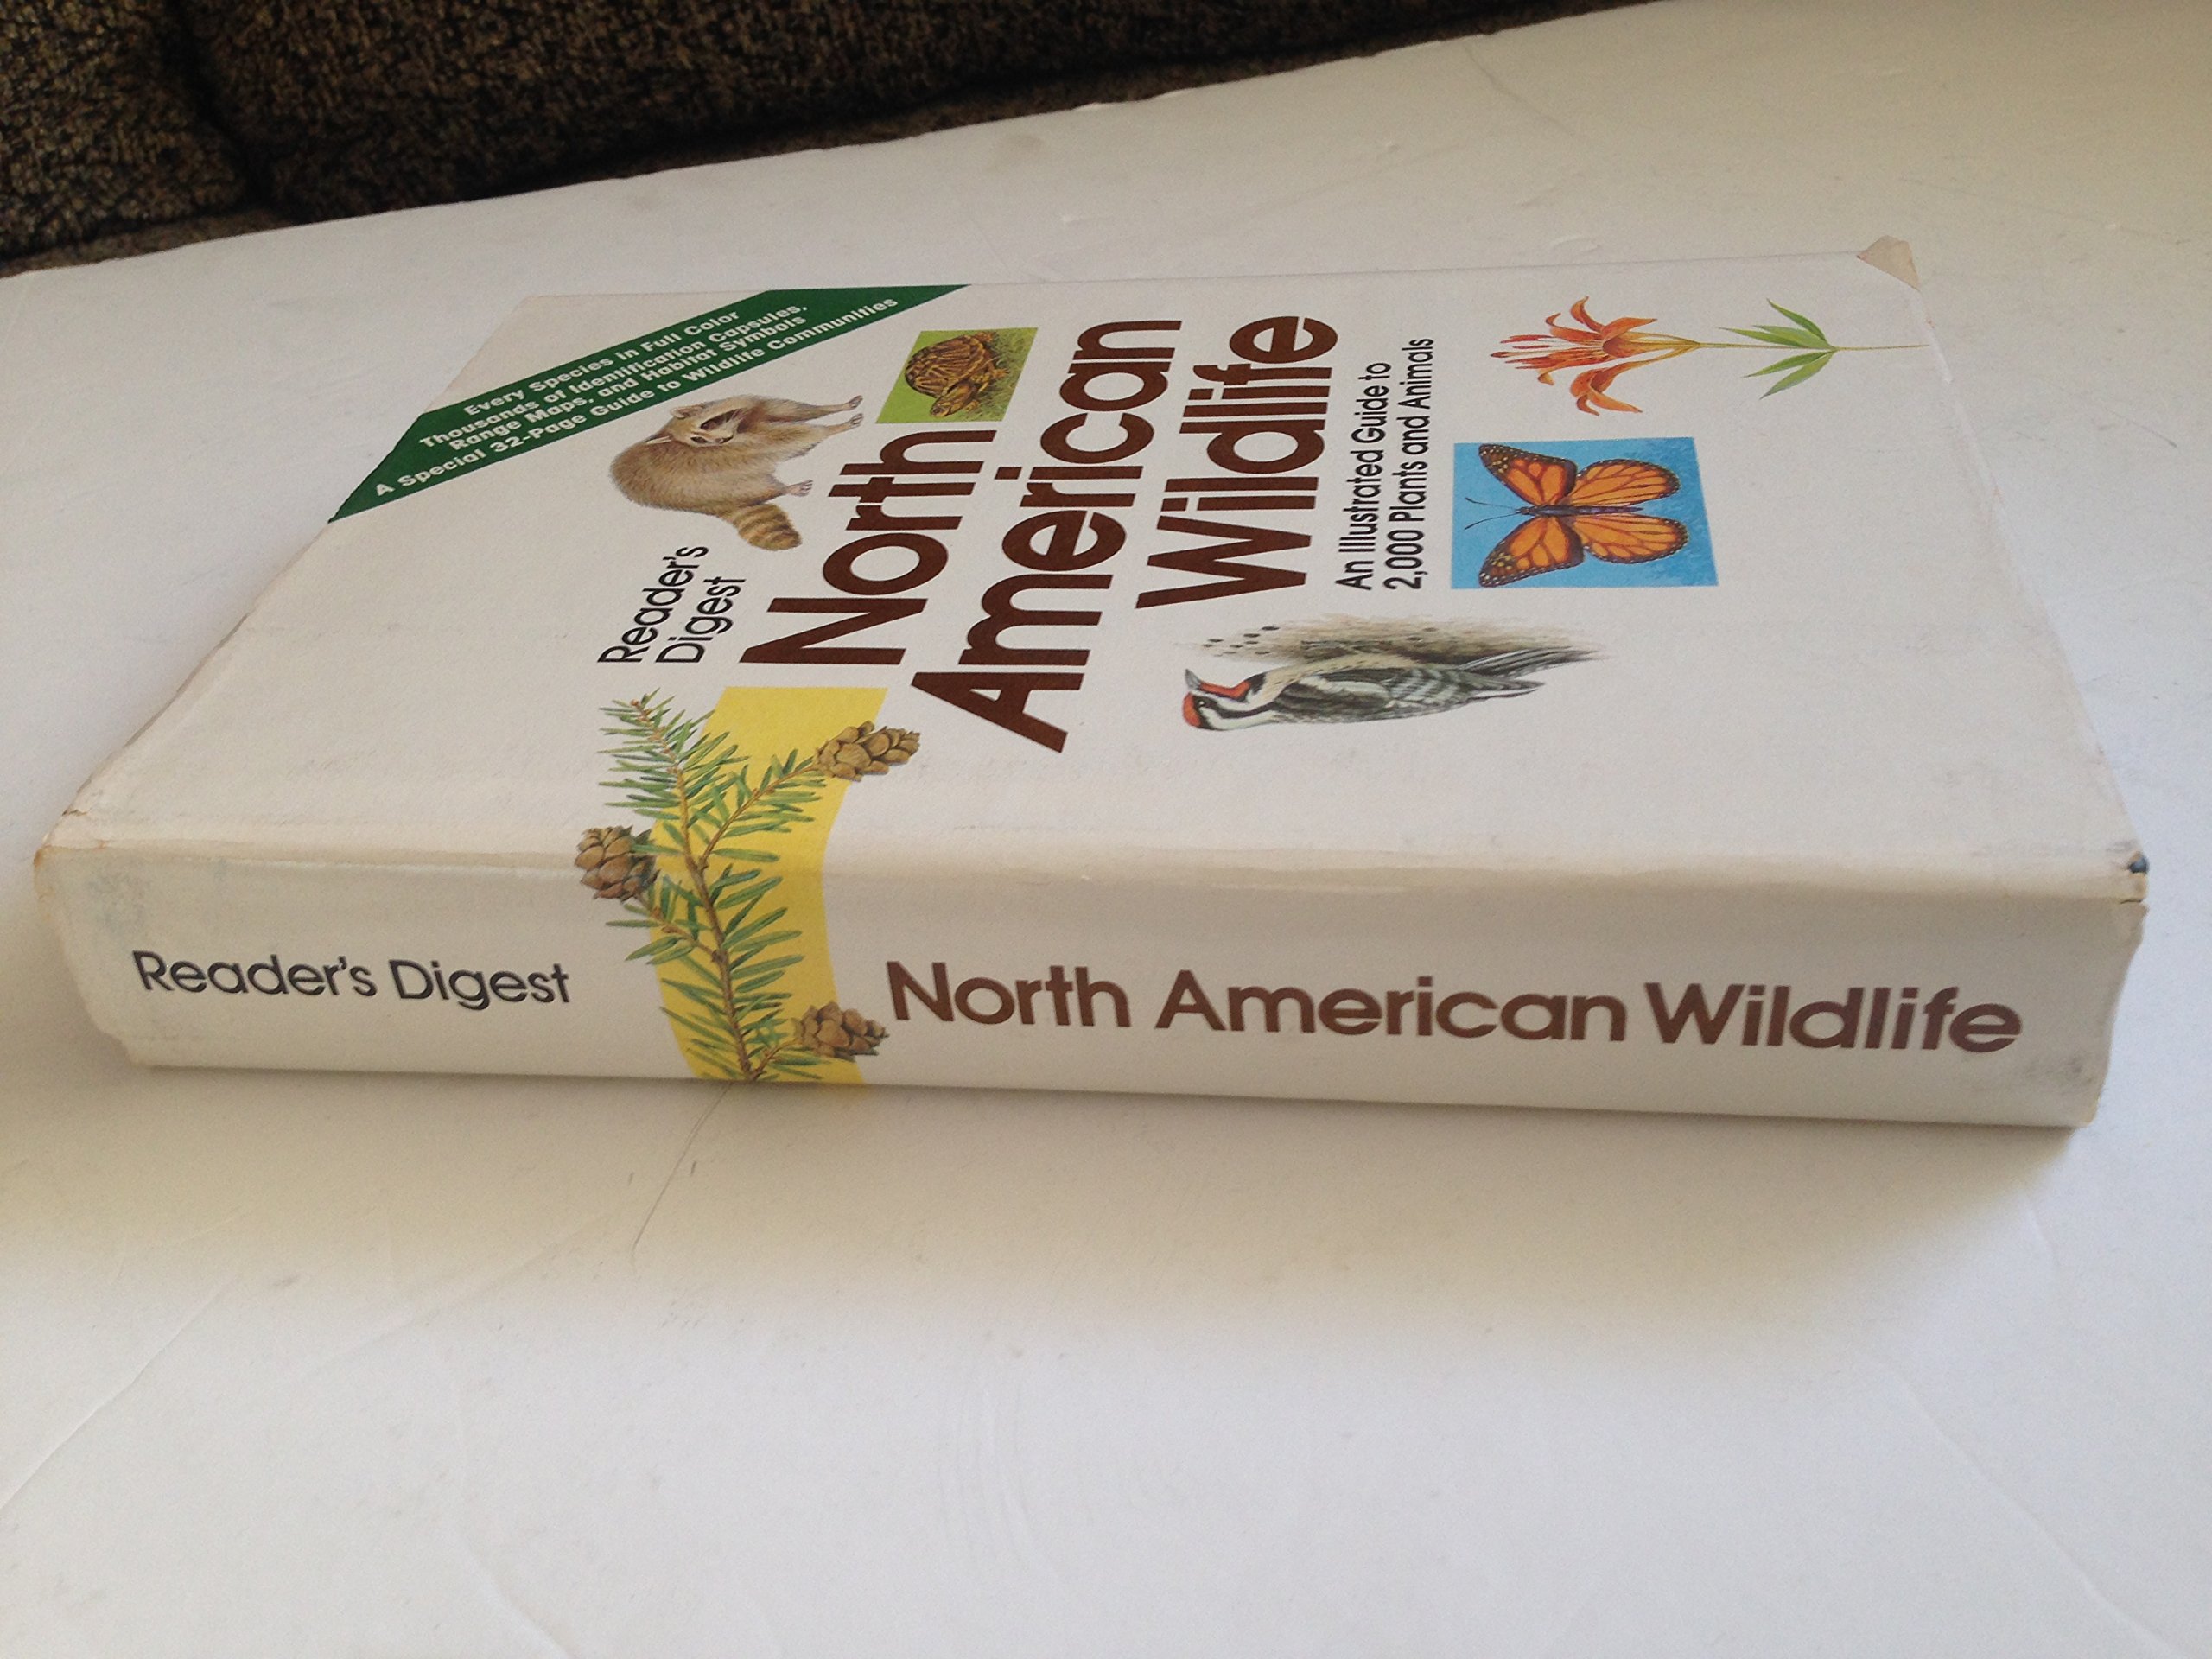 Every Species in Full Color
Thousands of Identification Capsules,
Range Maps, and Habitat Symbols
A Special 32-Page Guide to Wildlife Communities
Reader's
Digest
North
American
Wildlife
An Illustrated Guide to
2,000 Plants and Animals
Reader's Digest
North American Wildlife